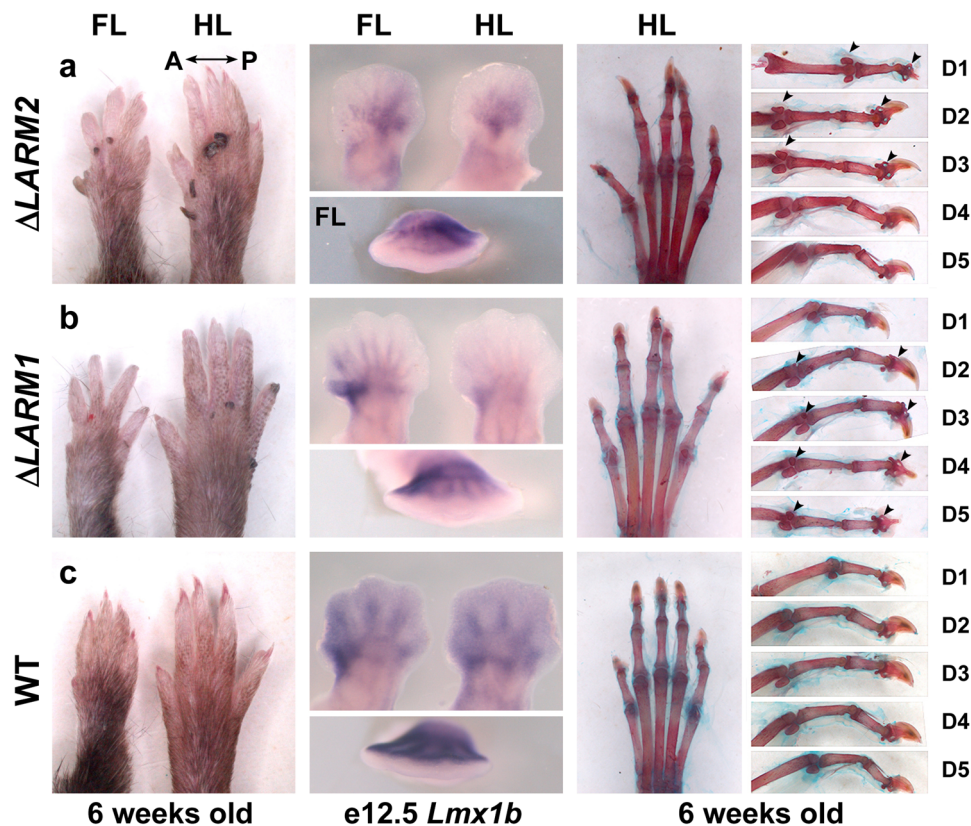 FL HL FL HL HL
a A P D1
D2
ΔLARM2
D3
FL
D4
D5
b D1
D2
ΔLARM1
D3
D4
D5
c D1
D2
WT
D3
D4
D5
6 weeks old e12.5 Lmx1b 6 weeks old